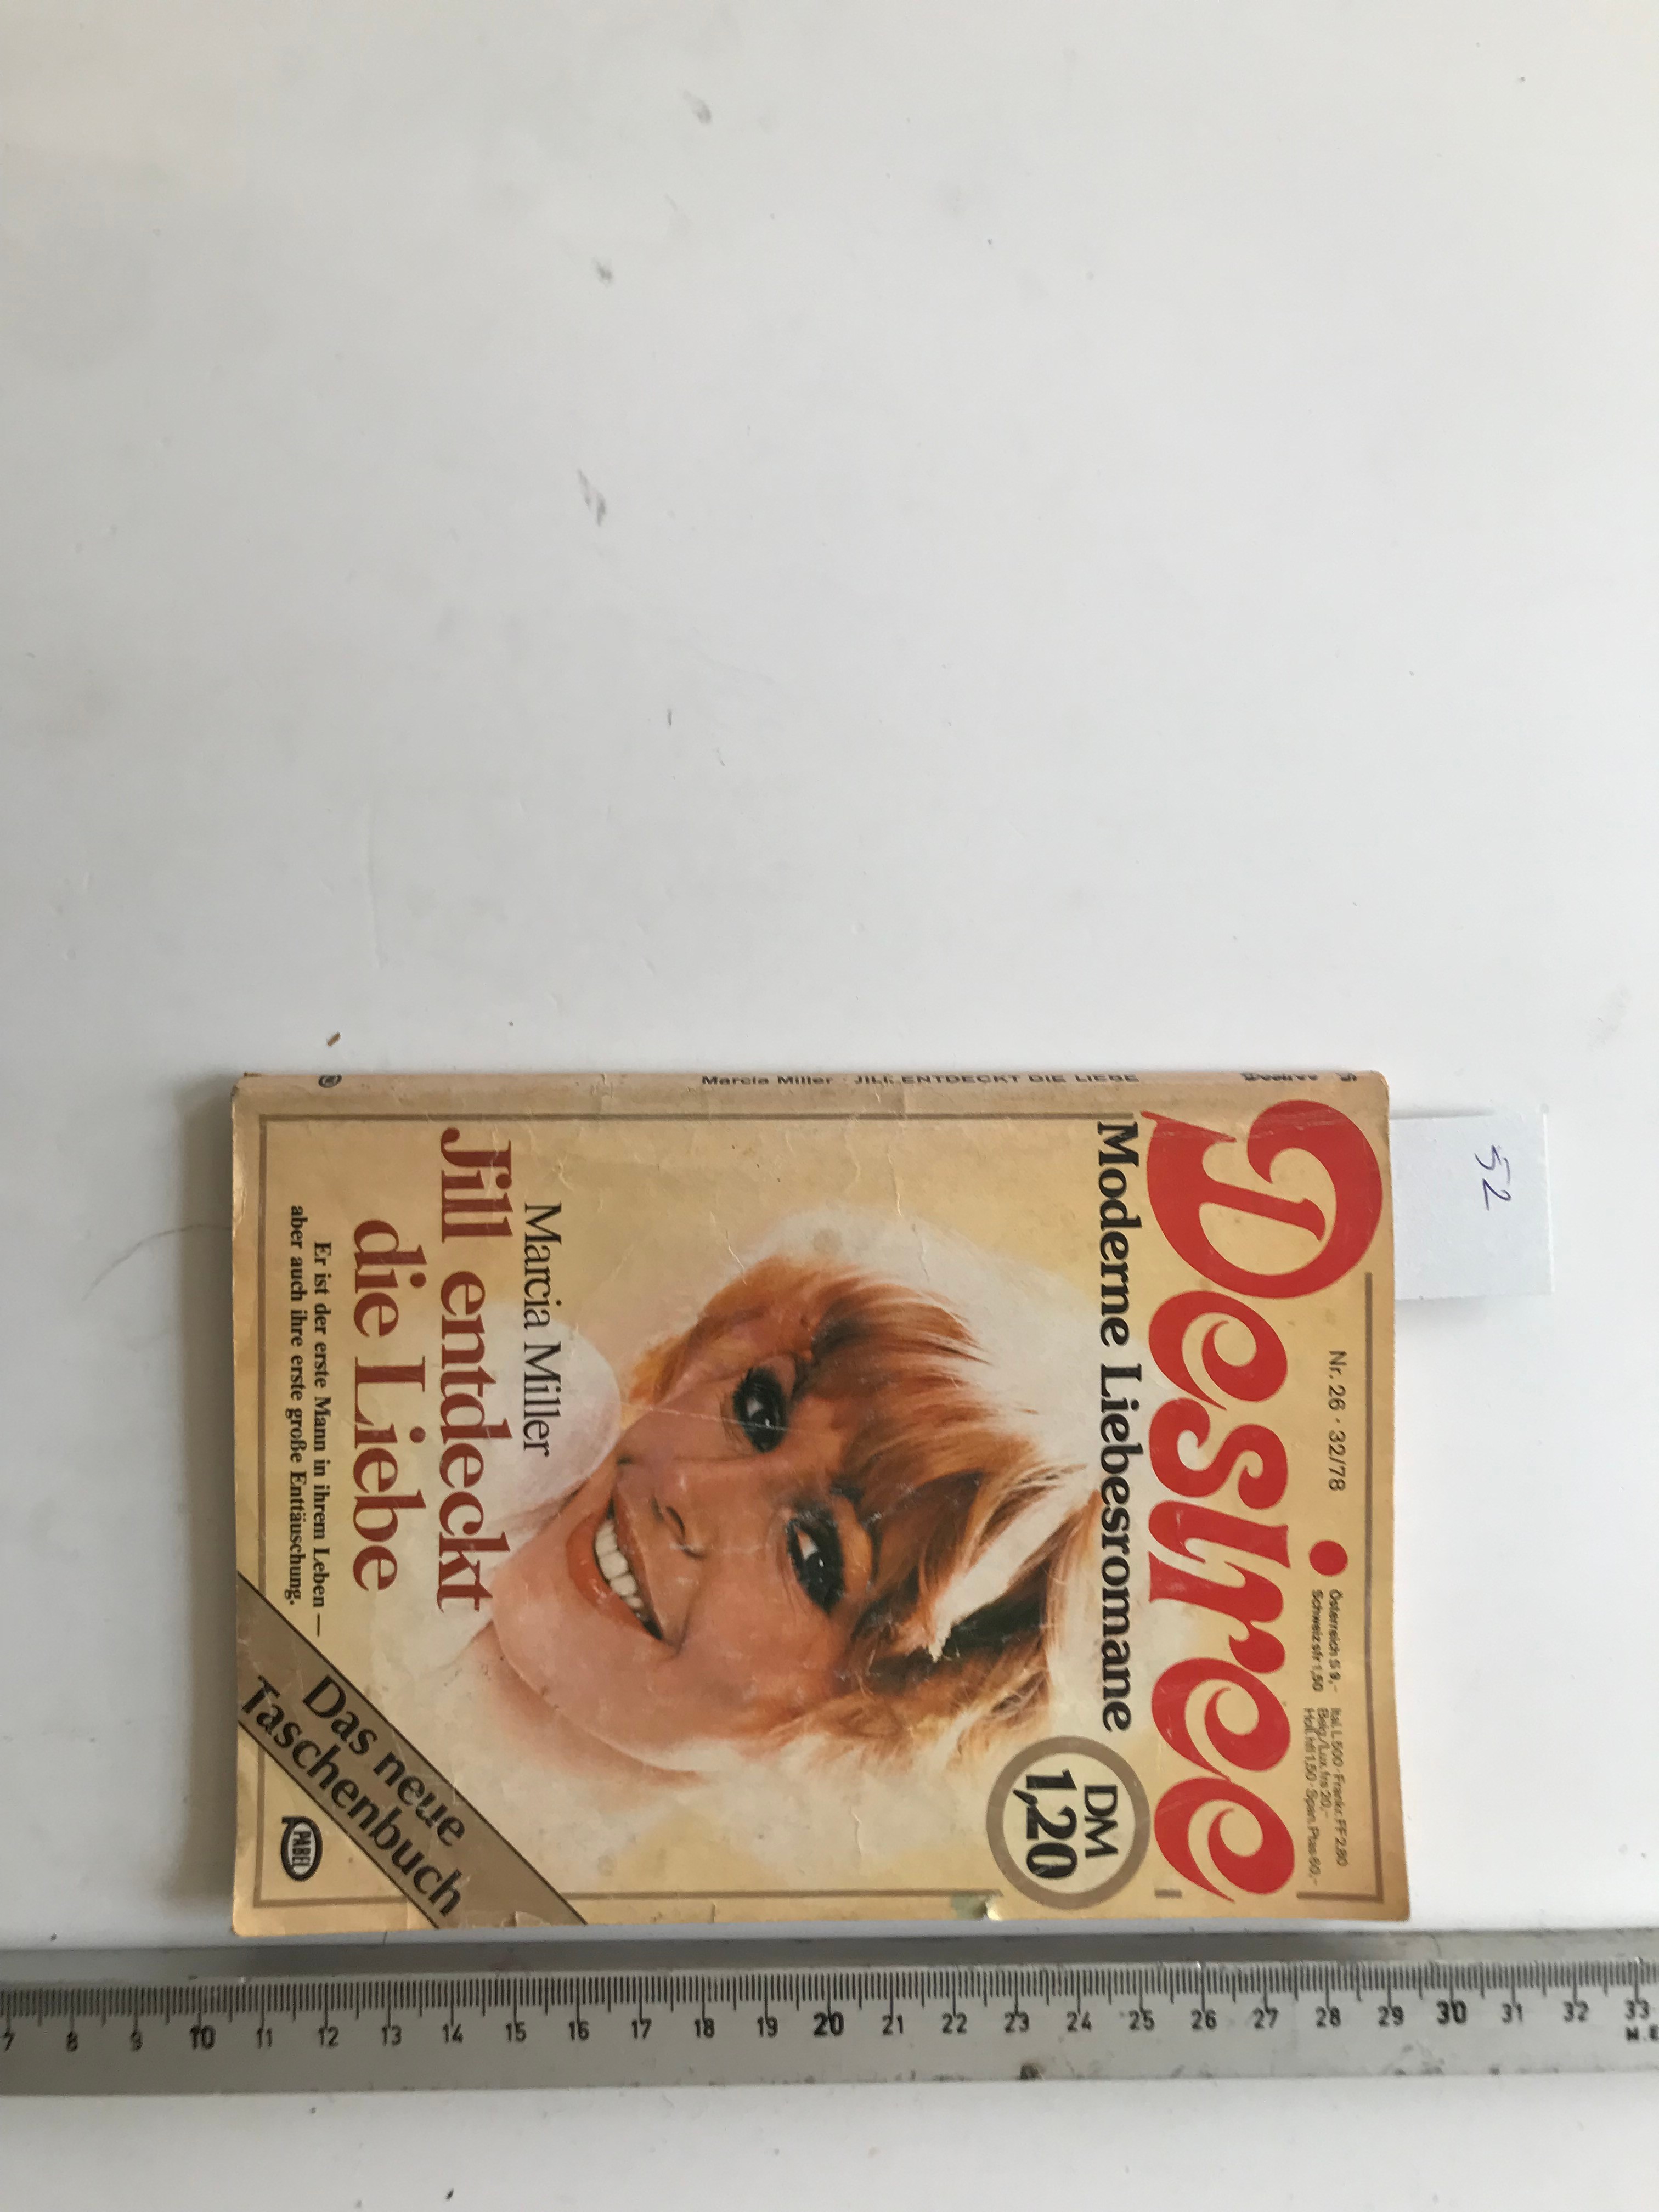 52
Nr. 26 · 32/78
Österreich S 9,-
Schweiz sfr 1,50
Ital. L 500 · Frankr. FF 2,80
Belg./Lux. frs 20,-
Holl. hfl 1,50 · Span. Ptas 60,-
Desiree
Moderne Liebesromane
DM
1,20
Marcia Miller
Jill entdeckt
die Liebe
Er ist der erste Mann in ihrem Leben —
aber auch ihre erste große Enttäuschung.
Das neue
Taschenbuch
PABEL
Marcia Miller · JILL ENTDECKT DIE LIEBE
7 8 9 10 11 12 13 14 15 16 17 18 19 20 21 22 23 24 25 26 27 28 29 30 31 32 33